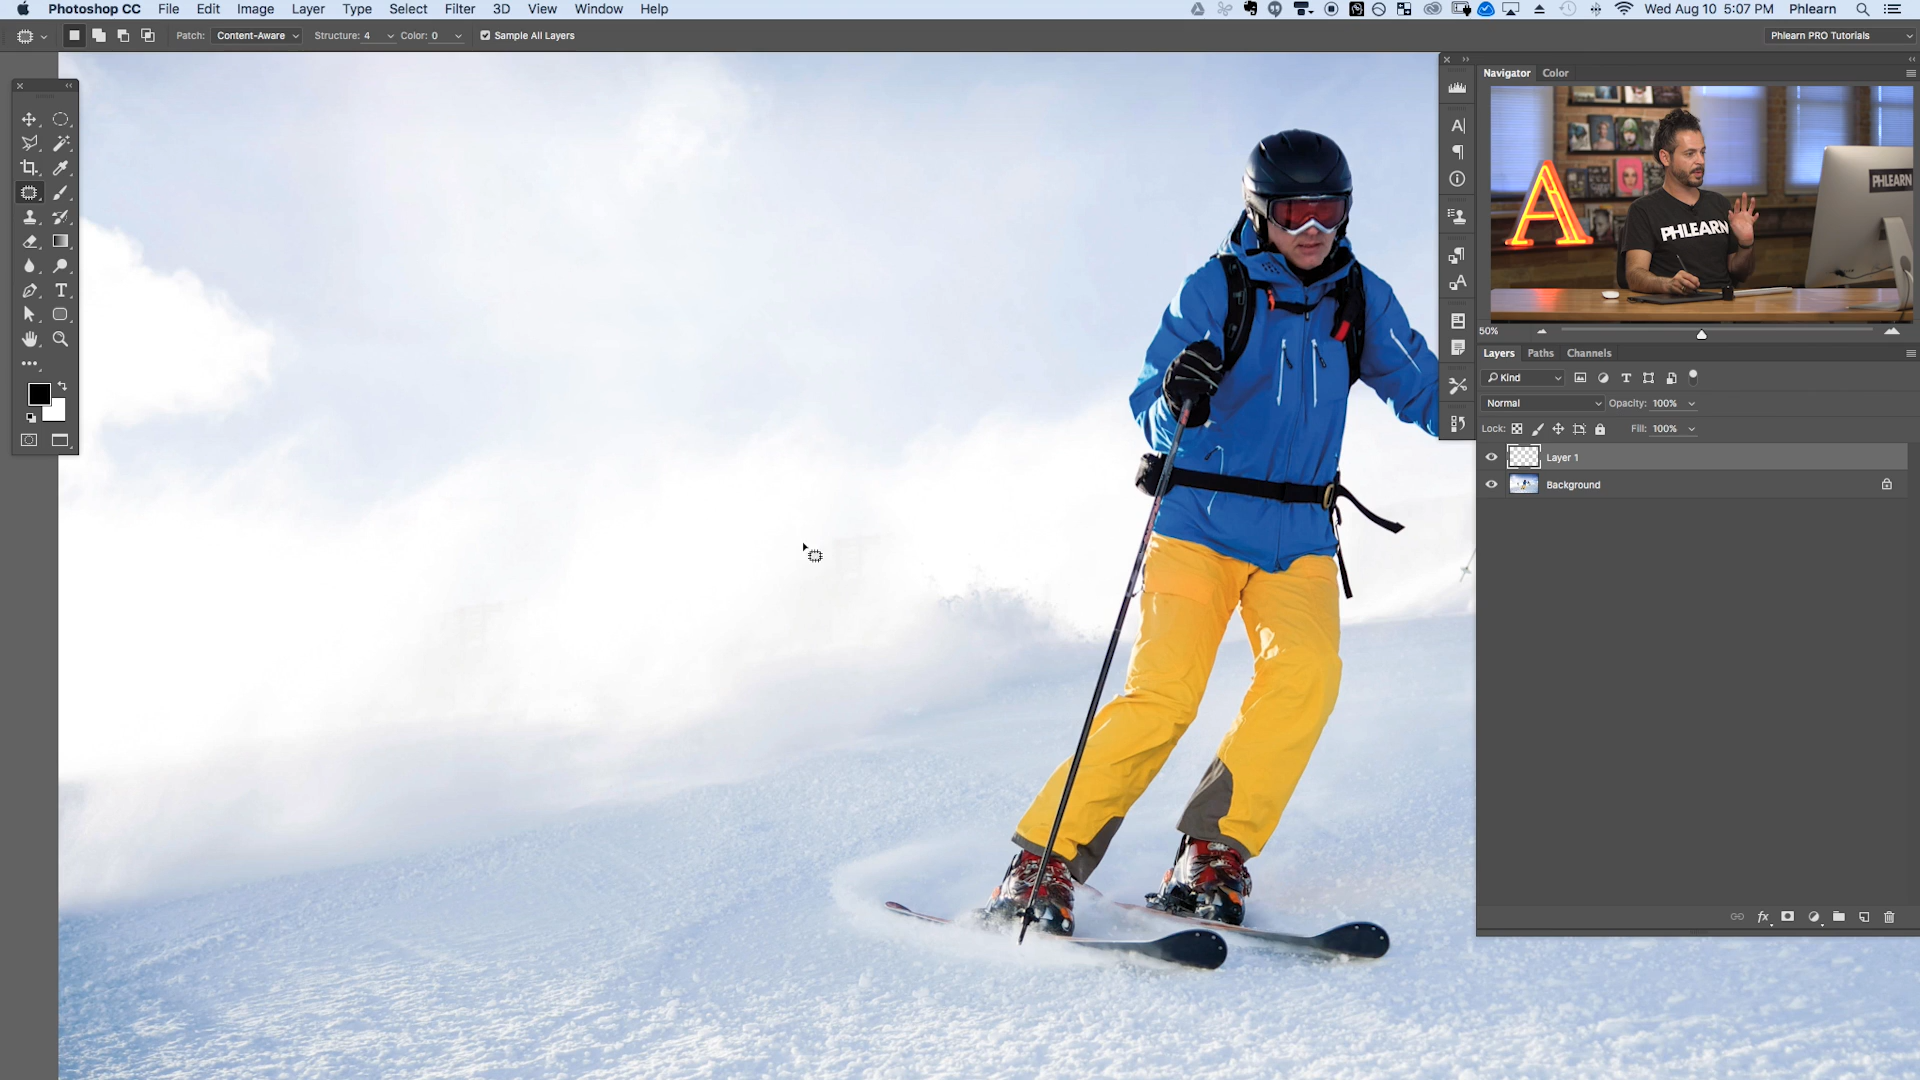 Photoshop CC File Edit Image Layer Type Select Filter 3D View Window Help Wed Aug 10 5:07 PM Phlearn
Patch: Content-Aware Structure: 4 Color: 0 Sample All Layers Phlearn PRO Tutorials
Navigator Color
PHLEARN
PHLEARN
A
50%
Layers Paths Channels
Kind
Normal Opacity: 100%
Lock: Fill: 100%
Layer 1
Background